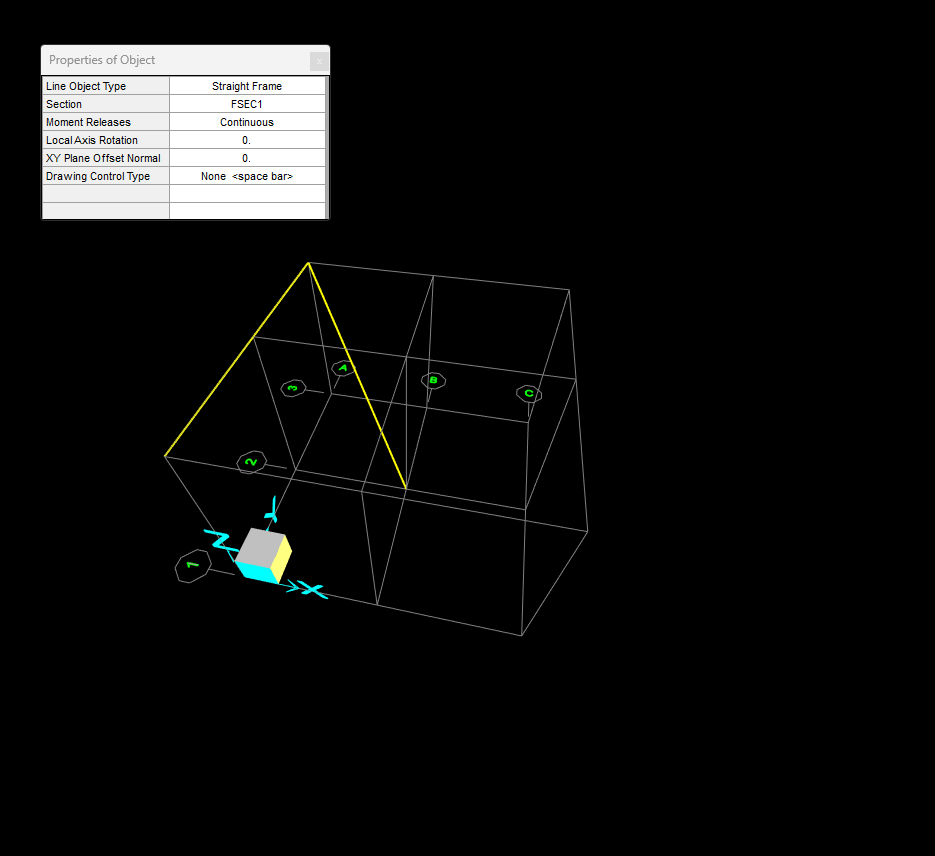 Properties of Object
x
Line Object Type Straight Frame
Section FSEC1
Moment Releases Continuous
Local Axis Rotation 0.
XY Plane Offset Normal 0.
Drawing Control Type None <space bar>
A
B
C
3
2
Y
Z
1
X